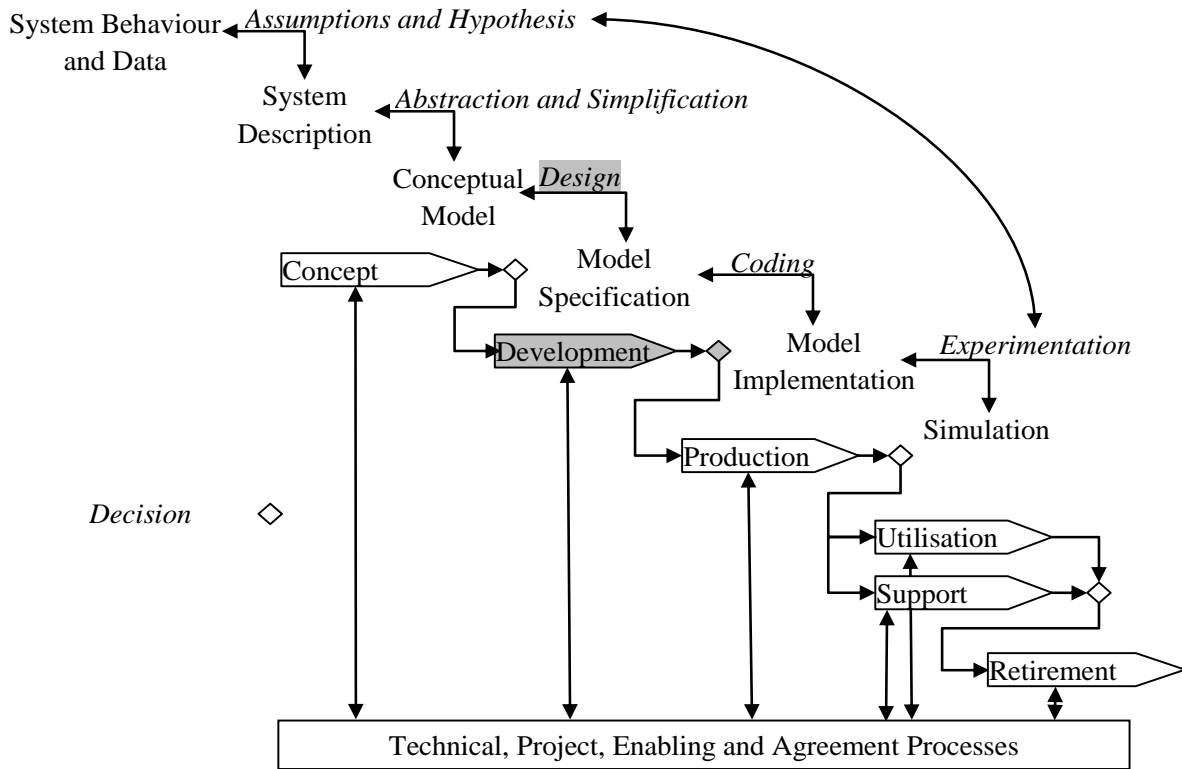 System Behaviour
and Data
Assumptions and Hypothesis
System
Description
Abstraction and Simplification
Conceptual
Model
Design
Model
Specification
Coding
Model
Implementation
Experimentation
Simulation
Concept
Development
Production
Decision
Utilisation
Support
Retirement
Technical, Project, Enabling and Agreement Processes